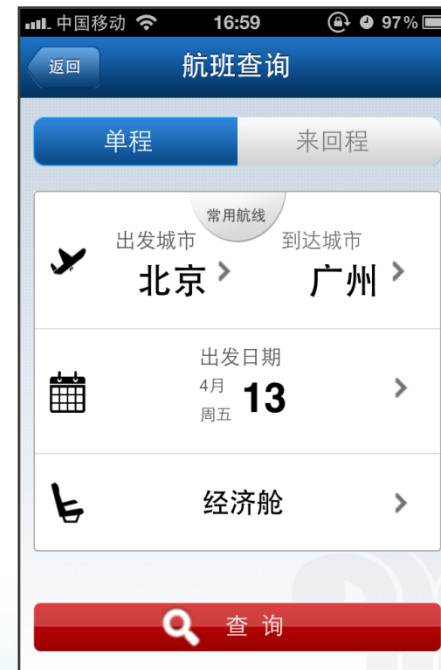 中国移动 16:59 97%
返回 航班查询
单程 来回程
常用航线
出发城市 到达城市
北京 广州
出发日期
4月
周五 13
经济舱
查询